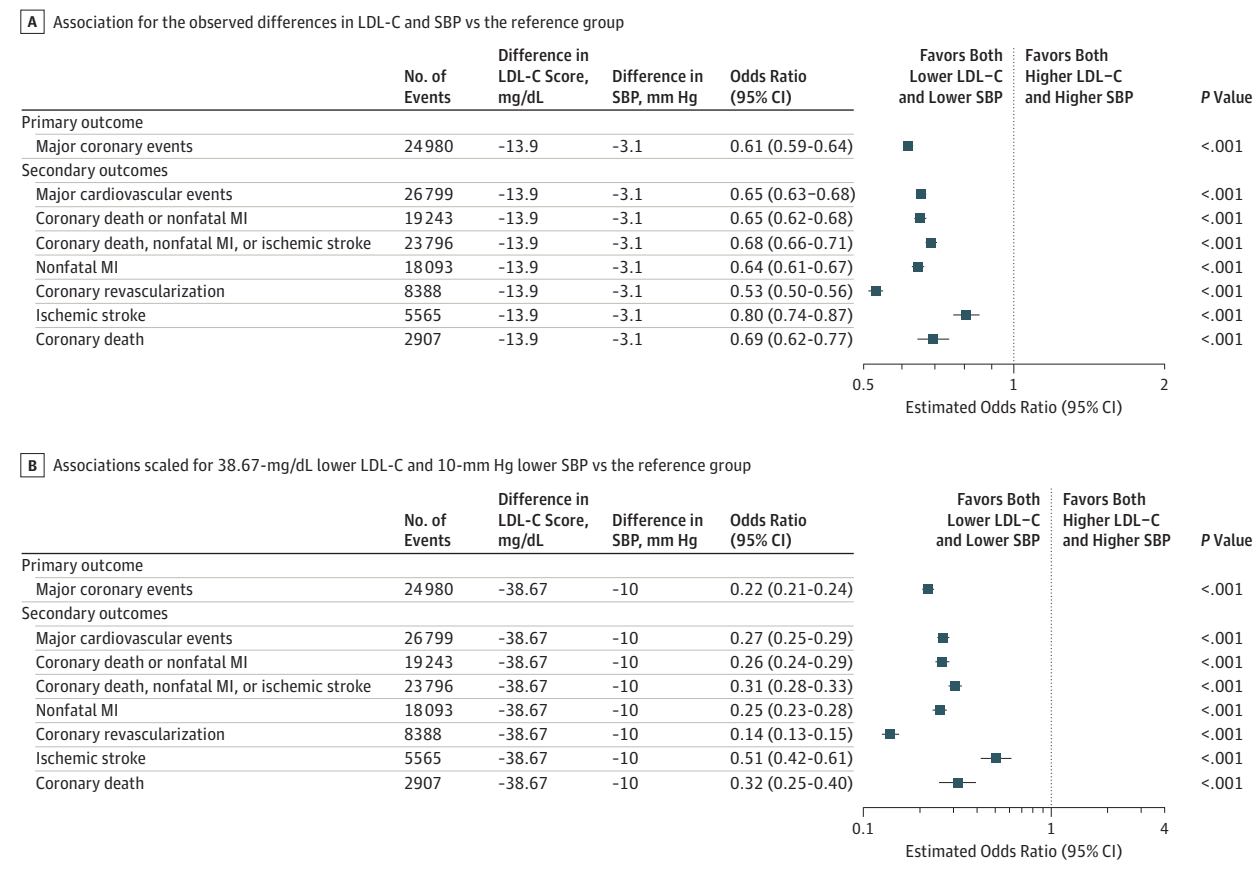 A Association for the observed differences in LDL-C and SBP vs the reference group
No. of Events Difference in LDL-C Score, mg/dL Difference in SBP, mm Hg Odds Ratio (95% CI) Favors Both Lower LDL-C and Lower SBP Favors Both Higher LDL-C and Higher SBP P Value
Primary outcome
Major coronary events 24980 -13.9 -3.1 0.61 (0.59-0.64) <.001
Secondary outcomes
Major cardiovascular events 26799 -13.9 -3.1 0.65 (0.63–0.68) <.001
Coronary death or nonfatal MI 19243 -13.9 -3.1 0.65 (0.62-0.68) <.001
Coronary death, nonfatal MI, or ischemic stroke 23796 -13.9 -3.1 0.68 (0.66-0.71) <.001
Nonfatal MI 18093 -13.9 -3.1 0.64 (0.61-0.67) <.001
Coronary revascularization 8388 -13.9 -3.1 0.53 (0.50-0.56) <.001
Ischemic stroke 5565 -13.9 -3.1 0.80 (0.74-0.87) <.001
Coronary death 2907 -13.9 -3.1 0.69 (0.62-0.77) <.001
0.5 1 2
Estimated Odds Ratio (95% CI)
B Associations scaled for 38.67-mg/dL lower LDL-C and 10-mm Hg lower SBP vs the reference group
No. of Events Difference in LDL-C Score, mg/dL Difference in SBP, mm Hg Odds Ratio (95% CI) Favors Both Lower LDL-C and Lower SBP Favors Both Higher LDL-C and Higher SBP P Value
Primary outcome
Major coronary events 24980 -38.67 -10 0.22 (0.21-0.24) <.001
Secondary outcomes
Major cardiovascular events 26799 -38.67 -10 0.27 (0.25-0.29) <.001
Coronary death or nonfatal MI 19243 -38.67 -10 0.26 (0.24-0.29) <.001
Coronary death, nonfatal MI, or ischemic stroke 23796 -38.67 -10 0.31 (0.28-0.33) <.001
Nonfatal MI 18093 -38.67 -10 0.25 (0.23-0.28) <.001
Coronary revascularization 8388 -38.67 -10 0.14 (0.13-0.15) <.001
Ischemic stroke 5565 -38.67 -10 0.51 (0.42-0.61) <.001
Coronary death 2907 -38.67 -10 0.32 (0.25-0.40) <.001
0.1 1 4
Estimated Odds Ratio (95% CI)